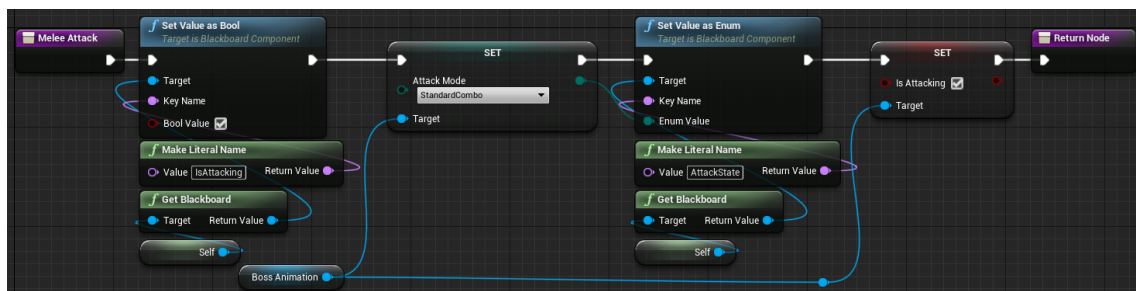 Melee Attack
Set Value as Bool
Target is Blackboard Component
Target
Key Name
Bool Value
Make Literal Name
Value IsAttacking Return Value
Get Blackboard
Target Return Value
Self
Boss Animation
SET
Attack Mode
StandardCombo
Target
Set Value as Enum
Target is Blackboard Component
Target
Key Name
Enum Value
Make Literal Name
Value AttackState Return Value
Get Blackboard
Target Return Value
Self
SET
Is Attacking
Target
Return Node